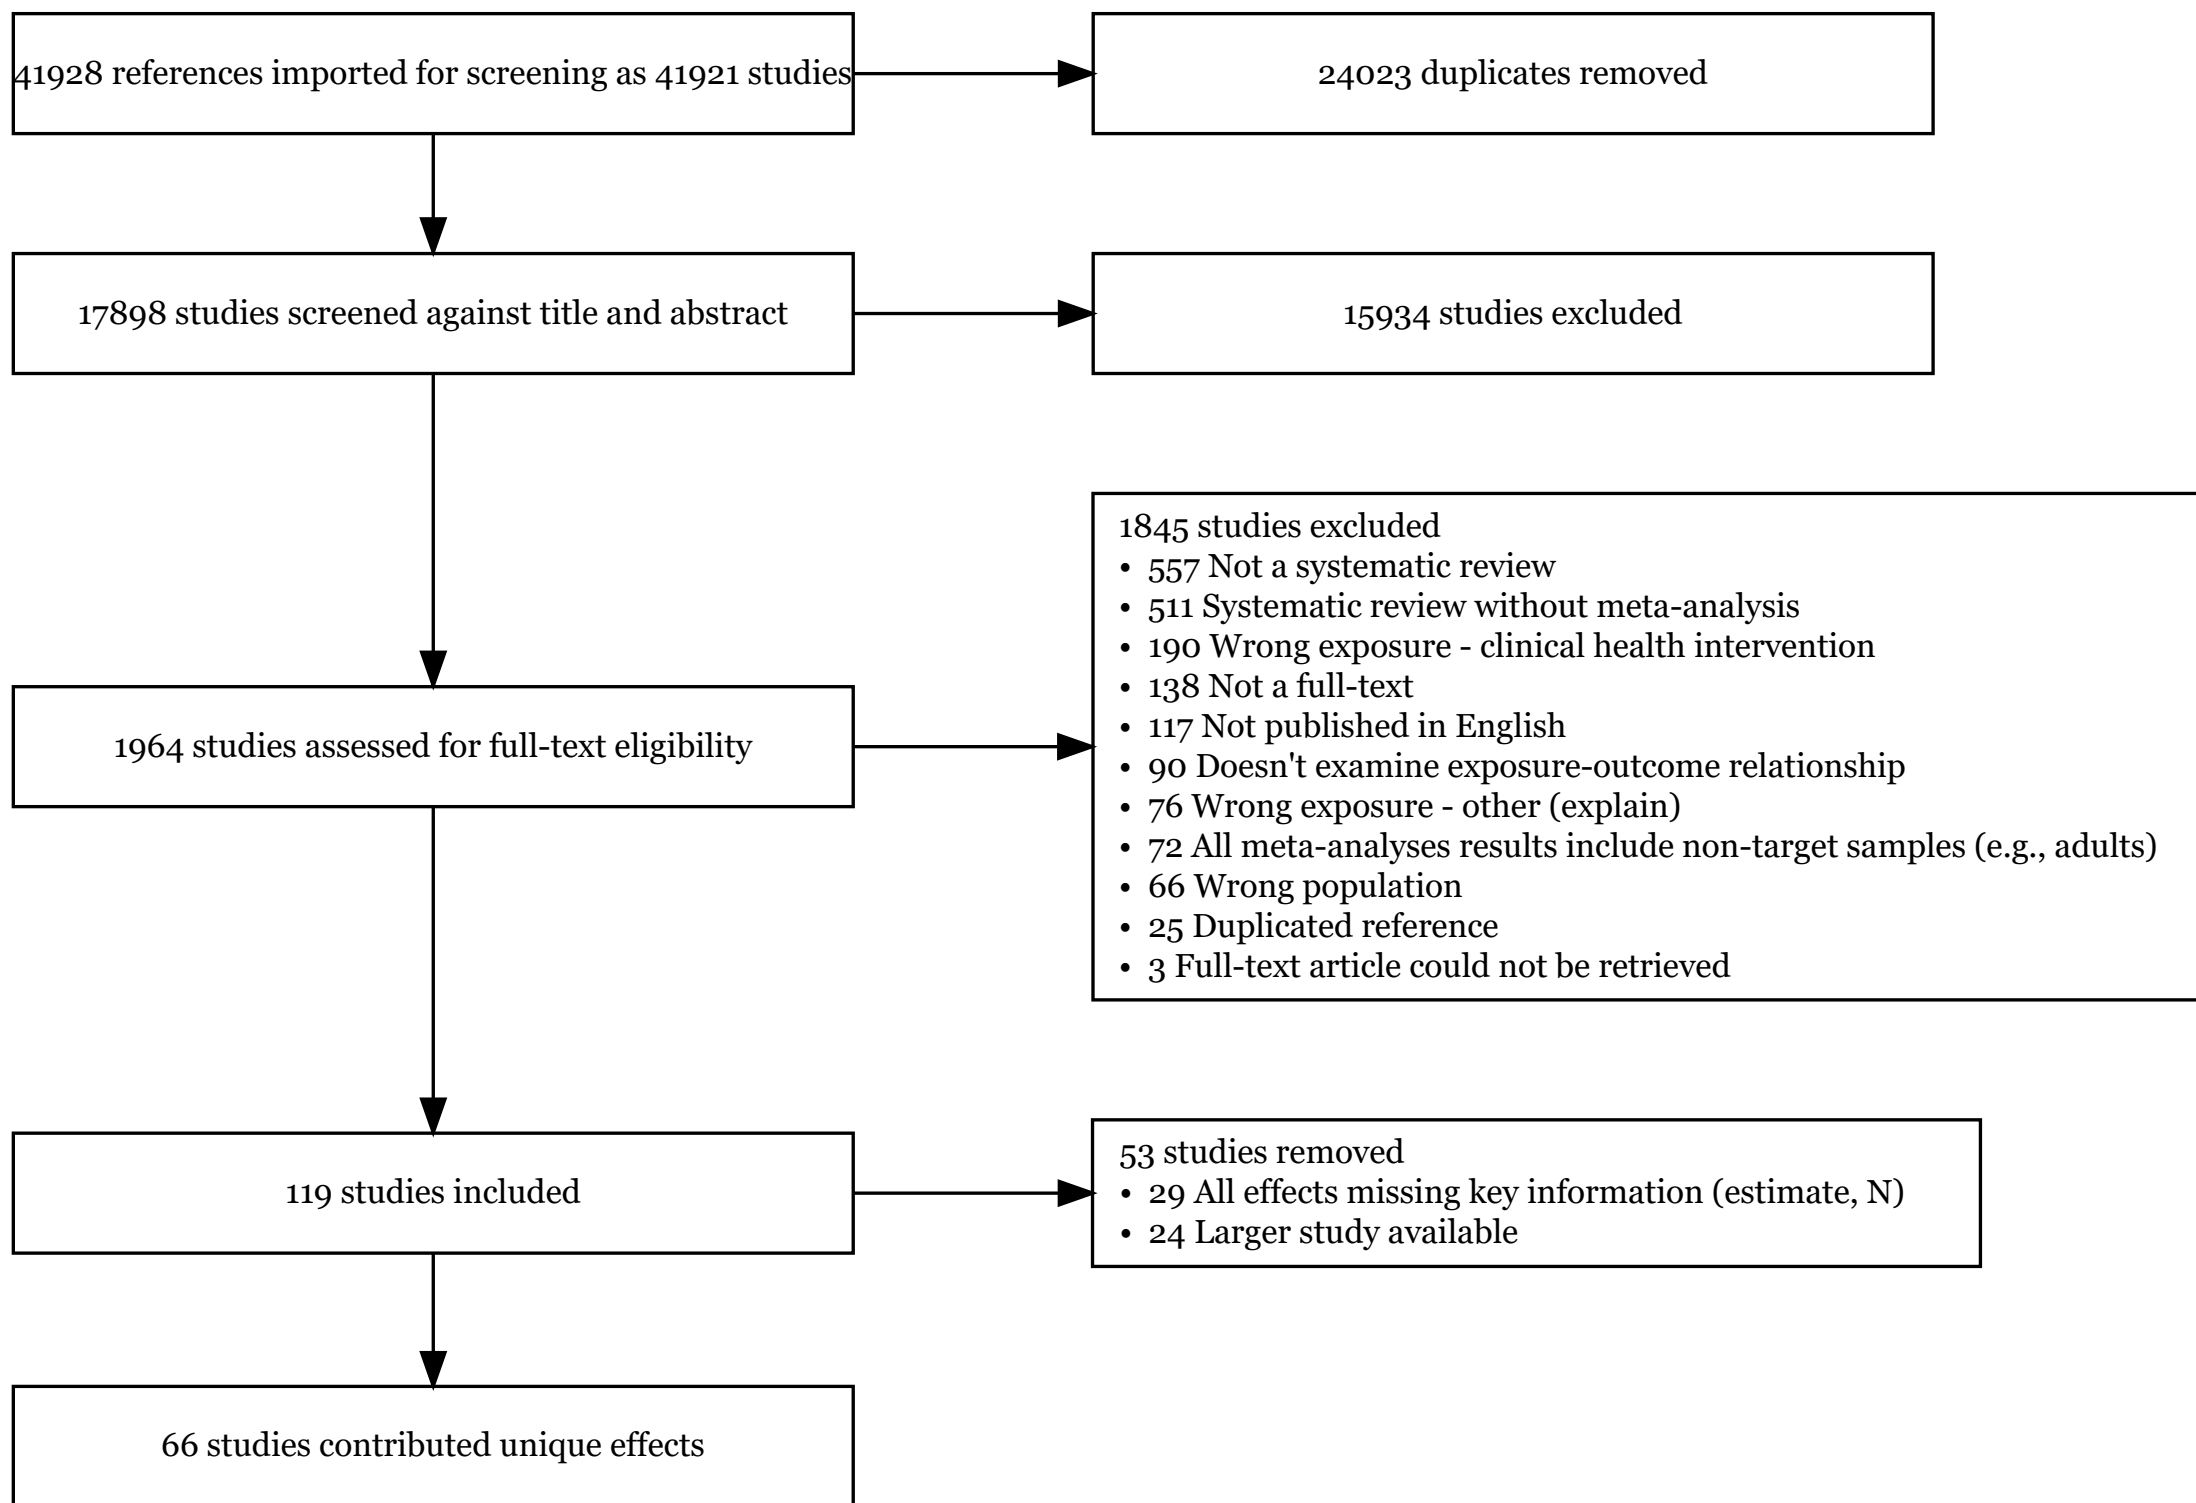 41928 references imported for screening as 41921 studies
24023 duplicates removed
17898 studies screened against title and abstract
15934 studies excluded
1845 studies excluded
• 557 Not a systematic review
• 511 Systematic review without meta-analysis
• 190 Wrong exposure - clinical health intervention
• 138 Not a full-text
• 117 Not published in English
• 90 Doesn't examine exposure-outcome relationship
• 76 Wrong exposure - other (explain)
• 72 All meta-analyses results include non-target samples (e.g., adults)
• 66 Wrong population
• 25 Duplicated reference
• 3 Full-text article could not be retrieved
1964 studies assessed for full-text eligibility
119 studies included
53 studies removed
• 29 All effects missing key information (estimate, N)
• 24 Larger study available
66 studies contributed unique effects